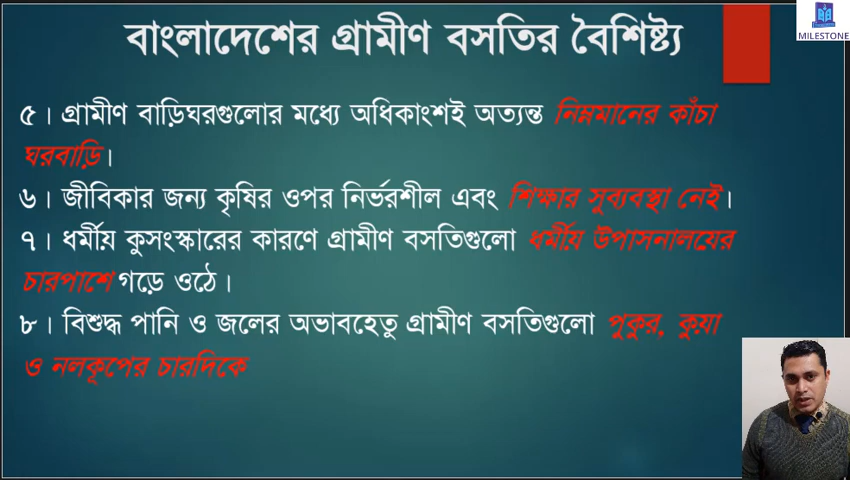 বাংলাদেশের গ্রামীণ বসতির বৈশিষ্ট্য
MILESTONE
৫। গ্রামীণ বাড়িঘরগুলোর মধ্যে অধিকাংশই অত্যন্ত নিম্নমানের কাঁচা
ঘরবাড়ি।
৬। জীবিকার জন্য কৃষির ওপর নির্ভরশীল এবং শিক্ষার সুব্যবস্থা নেই।
৭। ধর্মীয় কুসংস্কারের কারণে গ্রামীণ বসতিগুলো ধর্মীয় উপাসনালযের
চারপাশে গড়ে ওঠে।
৮। বিশুদ্ধ পানি ও জলের অভাবহেতু গ্রামীণ বসতিগুলো পুকুর, কুয়া
ও নলকূপের চারদিকে